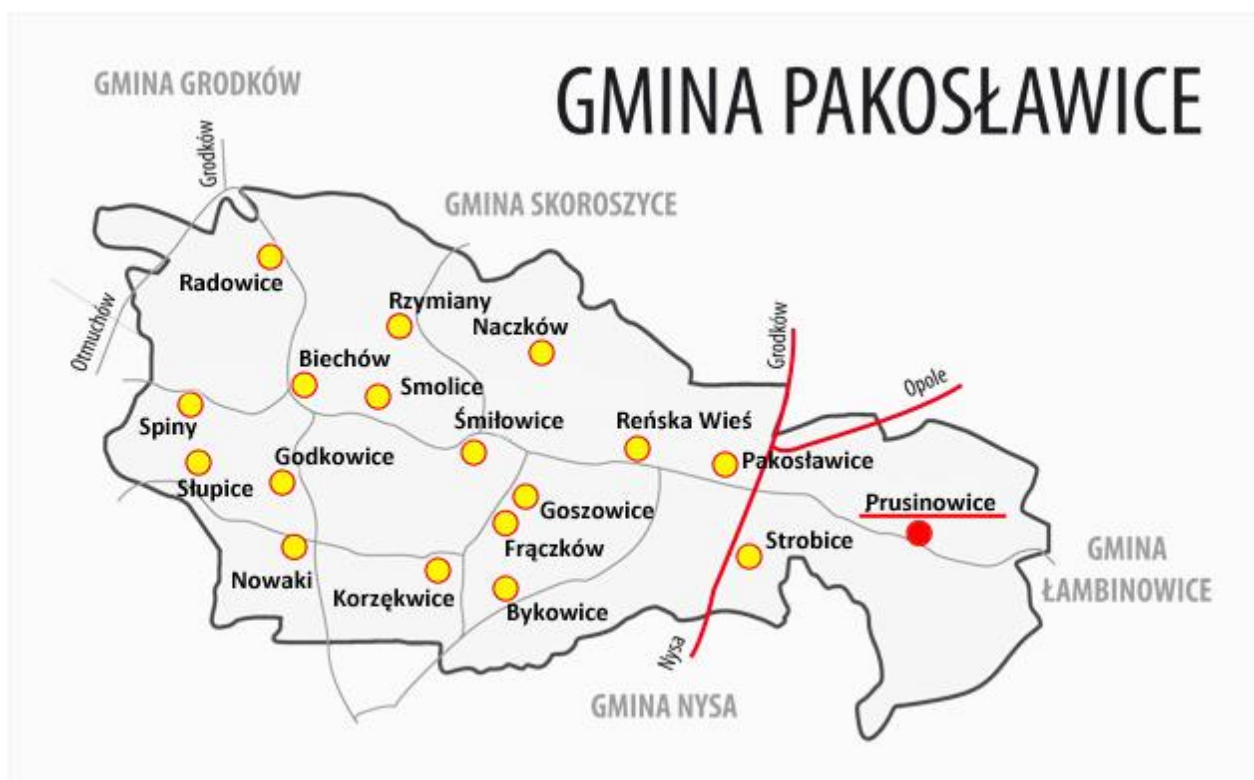 GMINA PAKOSŁAWICE
GMINA GRODKÓW
Grodków
GMINA SKOROSZYCE
Radowice
Otmuchów
Rzymiany
Naczków
Grodków
Biechów
Smolice
Opole
Spiny
Śmiłowice
Reńska Wieś
Godkowice
Pakosławice
Słupice
Goszowice
Prusinowice
Frączków
Strobice
Nowaki
Korzękwice
Bykowice
GMINA
ŁAMBINOWICE
Nysa
GMINA NYSA